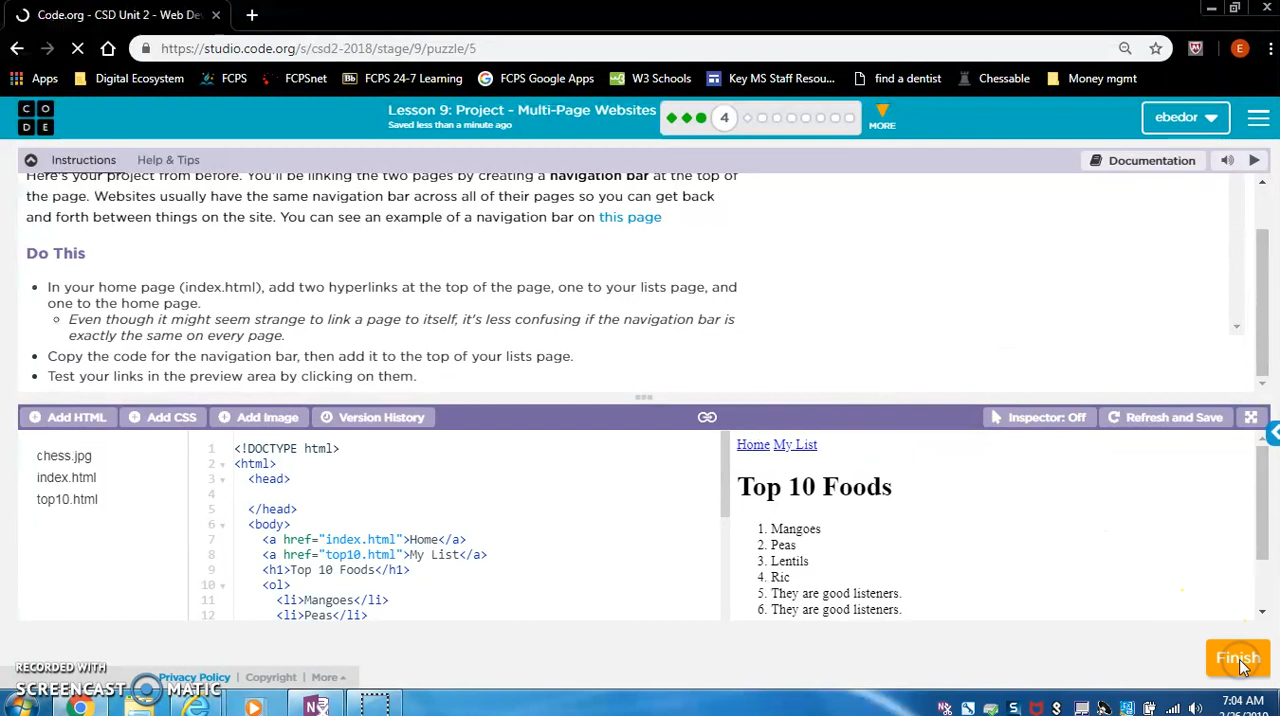 Code.org - CSD Unit 2 - Web De
https://studio.code.org/s/csd2-2018/stage/9/puzzle/5
E
Apps Digital Ecosystem FCPS FCPSnet Bb FCPS 24-7 Learning G FCPS Google Apps W3 W3 Schools Key MS Staff Resou... find a dentist Chessable Money mgmt
C O
D E
Lesson 9: Project - Multi-Page Websites
Saved less than a minute ago
4
MORE
ebedor
Instructions Help & Tips Documentation
Here's your project from before. You'll be linking the two pages by creating a navigation bar at the top of
the page. Websites usually have the same navigation bar across all of their pages so you can get back
and forth between things on the site. You can see an example of a navigation bar on this page
Do This
In your home page (index.html), add two hyperlinks at the top of the page, one to your lists page, and
one to the home page.
Even though it might seem strange to link a page to itself, it's less confusing if the navigation bar is
exactly the same on every page.
Copy the code for the navigation bar, then add it to the top of your lists page.
Test your links in the preview area by clicking on them.
Add HTML Add CSS Add Image Version History Inspector: Off Refresh and Save
chess.jpg
index.html
top10.html
1 <!DOCTYPE html>
2 <html>
3 <head>
4
5 </head>
6 <body>
7 <a href="index.html">Home</a>
8 <a href="top10.html">My List</a>
9 <h1>Top 10 Foods</h1>
10 <ol>
11 <li>Mangoes</li>
12 <li>Peas</li>
Home My List
Top 10 Foods
1. Mangoes
2. Peas
3. Lentils
4. Ric
5. They are good listeners.
6. They are good listeners.
Finish
RECORDED WITH
SCREENCAST MATIC
Privacy Policy Copyright More
7:04 AM